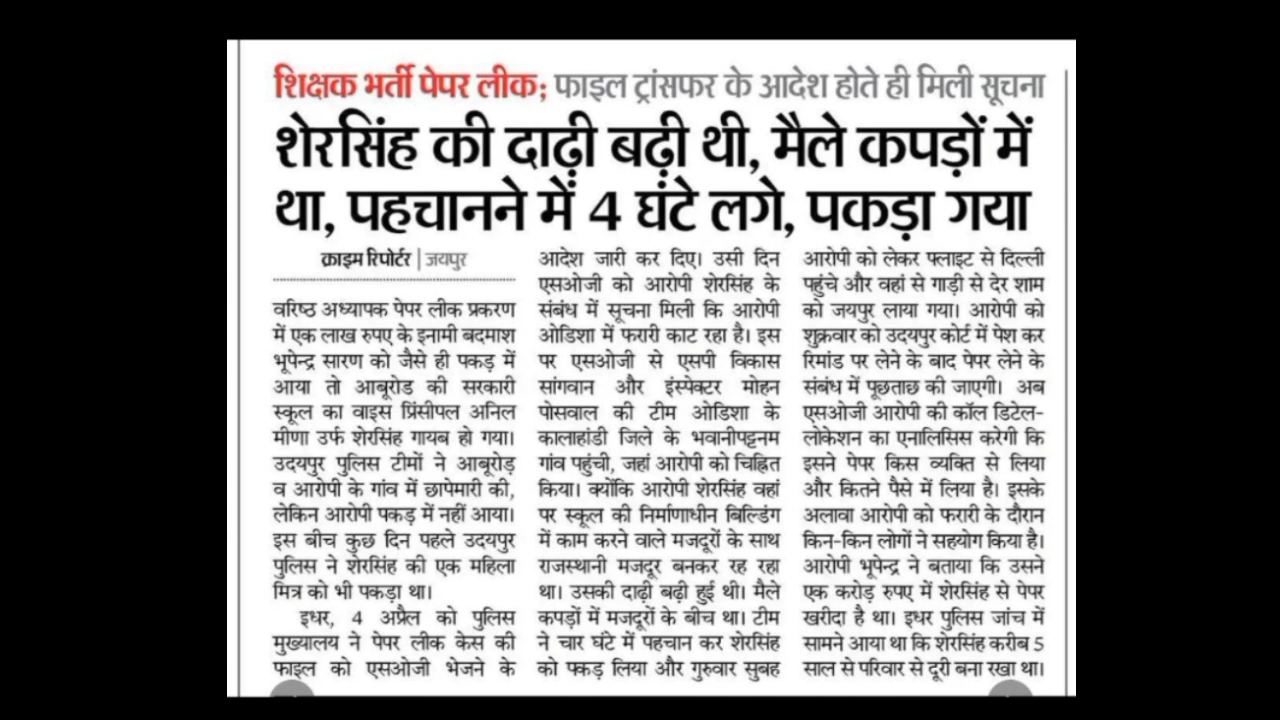 शिक्षक भर्ती पेपर लीक; फाइल ट्रांसफर के आदेश होते ही मिली सूचना
शेरसिंह की दाढ़ी बढ़ी थी, मैले कपड़ों में
था, पहचानने में 4 घंटे लगे, पकड़ा गया
क्राइम रिपोर्टर | जयपुर
वरिष्ठ अध्यापक पेपर लीक प्रकरण
में एक लाख रुपए के इनामी बदमाश
भूपेन्द्र सारण को जैसे ही पकड़ में
आया तो आबूरोड की सरकारी
स्कूल का वाइस प्रिंसीपल अनिल
मीणा उर्फ शेरसिंह गायब हो गया।
उदयपुर पुलिस टीमों ने आबूरोड़
व आरोपी के गांव में छापेमारी की,
लेकिन आरोपी पकड़ में नहीं आया।
इस बीच कुछ दिन पहले उदयपुर
पुलिस ने शेरसिंह की एक महिला
मित्र को भी पकड़ा था।
इधर, 4 अप्रैल को पुलिस
मुख्यालय ने पेपर लीक केस की
फाइल को एसओजी भेजने के
आदेश जारी कर दिए। उसी दिन
एसओजी को आरोपी शेरसिंह के
संबंध में सूचना मिली कि आरोपी
ओडिशा में फरारी काट रहा है। इस
पर एसओजी से एसपी विकास
सांगवान और इंस्पेक्टर मोहन
पोसवाल की टीम ओडिशा के
कालाहांडी जिले के भवानीपट्टनम
गांव पहुंची, जहां आरोपी को चिह्नित
किया। क्योंकि आरोपी शेरसिंह वहां
पर स्कूल की निर्माणाधीन बिल्डिंग
में काम करने वाले मजदूरों के साथ
राजस्थानी मजदूर बनकर रह रहा
था। उसकी दाढ़ी बढ़ी हुई थी। मैले
कपड़ों में मजदूरों के बीच था। टीम
ने चार घंटे में पहचान कर शेरसिंह
को पकड़ लिया और गुरुवार सुबह
आरोपी को लेकर फ्लाइट से दिल्ली
पहुंचे और वहां से गाड़ी से देर शाम
को जयपुर लाया गया। आरोपी को
शुक्रवार को उदयपुर कोर्ट में पेश कर
रिमांड पर लेने के बाद पेपर लेने के
संबंध में पूछताछ की जाएगी। अब
एसओजी आरोपी की कॉल डिटेल-
लोकेशन का एनालिसिस करेगी कि
इसने पेपर किस व्यक्ति से लिया
और कितने पैसे में लिया है। इसके
अलावा आरोपी को फरारी के दौरान
किन-किन लोगों ने सहयोग किया है।
आरोपी भूपेन्द्र ने बताया कि उसने
एक करोड़ रुपए में शेरसिंह से पेपर
खरीदा है था। इधर पुलिस जांच में
सामने आया था कि शेरसिंह करीब 5
साल से परिवार से दूरी बना रखा था।